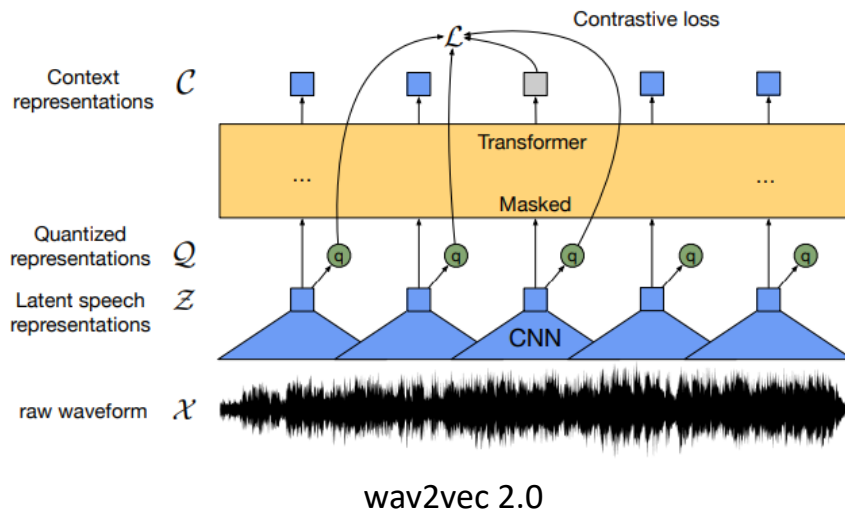 Contrastive loss
ℒ
Context
representations
𝒞
Transformer
... ...
Masked
Quantized
representations
𝒬
q q q q q
Latent speech
representations
𝒵
CNN
raw waveform
𝒳
wav2vec 2.0